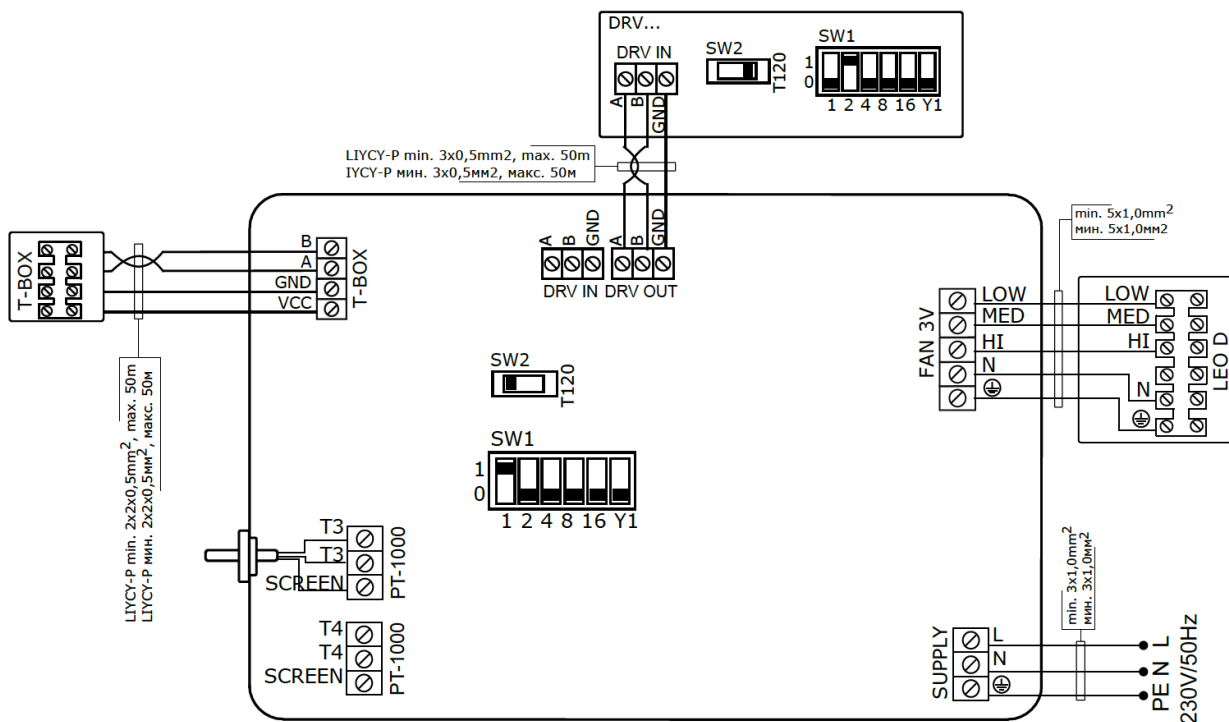 DRV...
DRV IN
A
B
GND
SW2
T120
SW1
1
0
1 2 4 8 16 Y1
LIYCY-P min. 3x0,5mm2, max. 50m
IYCY-P мин. 3x0,5мм2, макс. 50м
T-BOX
B
A
GND
VCC
T-BOX
LIYCY-P min. 2x2x0,5mm², max. 50m
LIYCY-P мин. 2x2x0,5мм², макс. 50м
A
B
GND
A
B
GND
DRV IN DRV OUT
SW2
T120
SW1
1
0
1 2 4 8 16 Y1
min. 5x1,0mm²
мин. 5x1,0мм2
FAN 3V
LOW
MED
HI
N
LOW
MED
HI
N
LEO D
T3
T3
SCREEN
PT-1000
T4
T4
SCREEN
PT-1000
SUPPLY
L
N
min. 3x1,0mm²
мин. 3x1,0мм²
L
N
PE
230V/50Hz